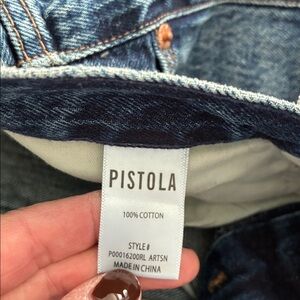 PISTOLA
100% COTTON
STYLE#
P00016200RL ARTSN
MADE IN CHINA